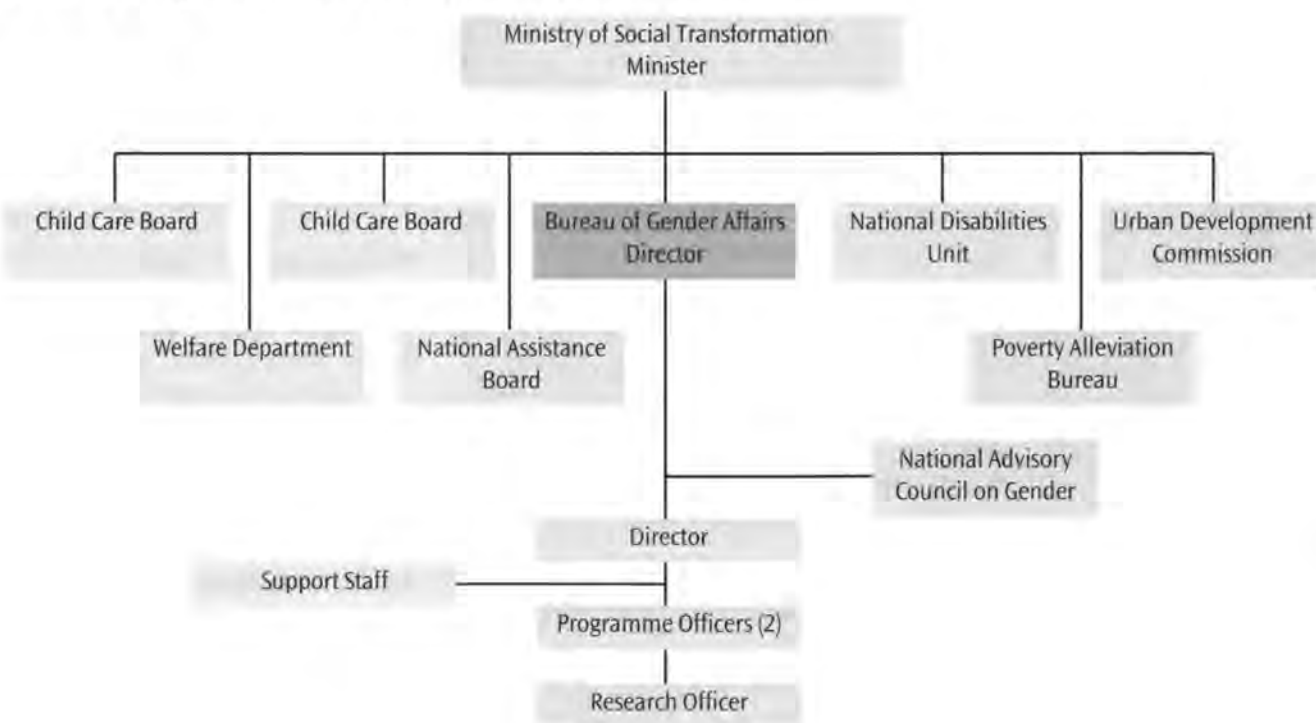 Ministry of Social Transformation
Minister
Child Care Board
Child Care Board
Bureau of Gender Affairs
Director
National Disabilities
Unit
Urban Development
Commission
Welfare Department
National Assistance
Board
Poverty Alleviation
Bureau
National Advisory
Council on Gender
Director
Support Staff
Programme Officers (2)
Research Officer